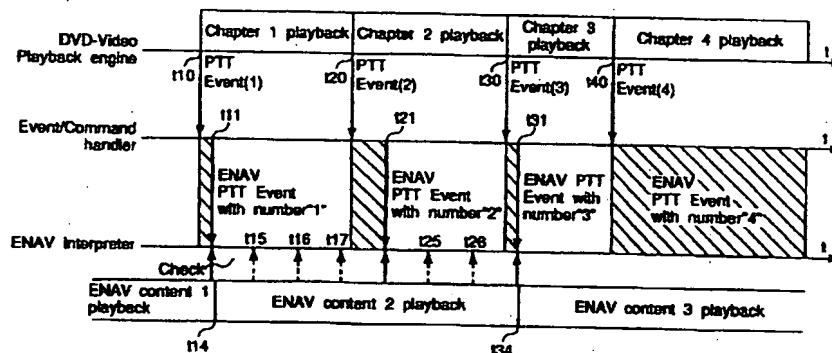 Chapter 1 playback
Chapter 2 playback
Chapter 3 playback
Chapter 4 playback
DVD-Video Playback engine
t
t10
PTT Event(1)
t20
PTT Event(2)
t30
PTT Event(3)
t40
PTT Event(4)
Event/Command handler
t
t11
t21
t31
ENAV PTT Event with number"1"
ENAV PTT Event with number"2"
ENAV PTT Event with number"3"
ENAV PTT Event with number"4"
ENAV Interpreter
t
t15
t16
t17
t25
t26
Check
ENAV content 1 playback
ENAV content 2 playback
ENAV content 3 playback
t14
t34